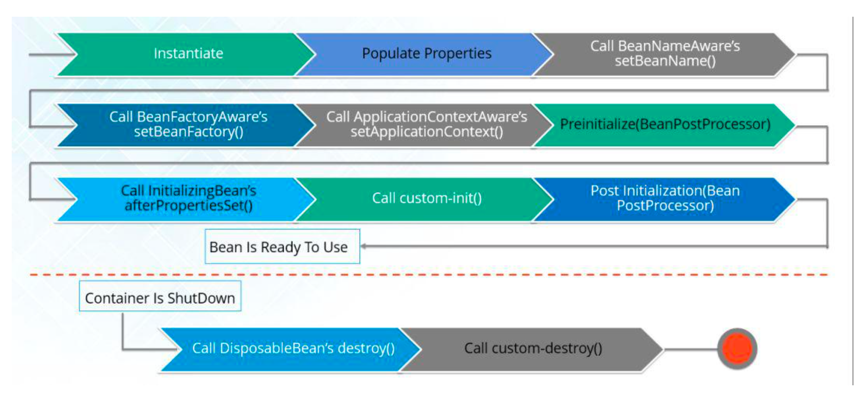 Instantiate
Populate Properties
Call BeanNameAware's
setBeanName()
Call BeanFactoryAware's
setBeanFactory()
Call ApplicationContextAware's
setApplicationContext()
Preinitialize(BeanPostProcessor)
Call InitializingBean's
afterPropertiesSet()
Call custom-init()
Post Initialization(Bean
PostProcessor)
Bean Is Ready To Use
Container Is ShutDown
Call DisposableBean's destroy()
Call custom-destroy()